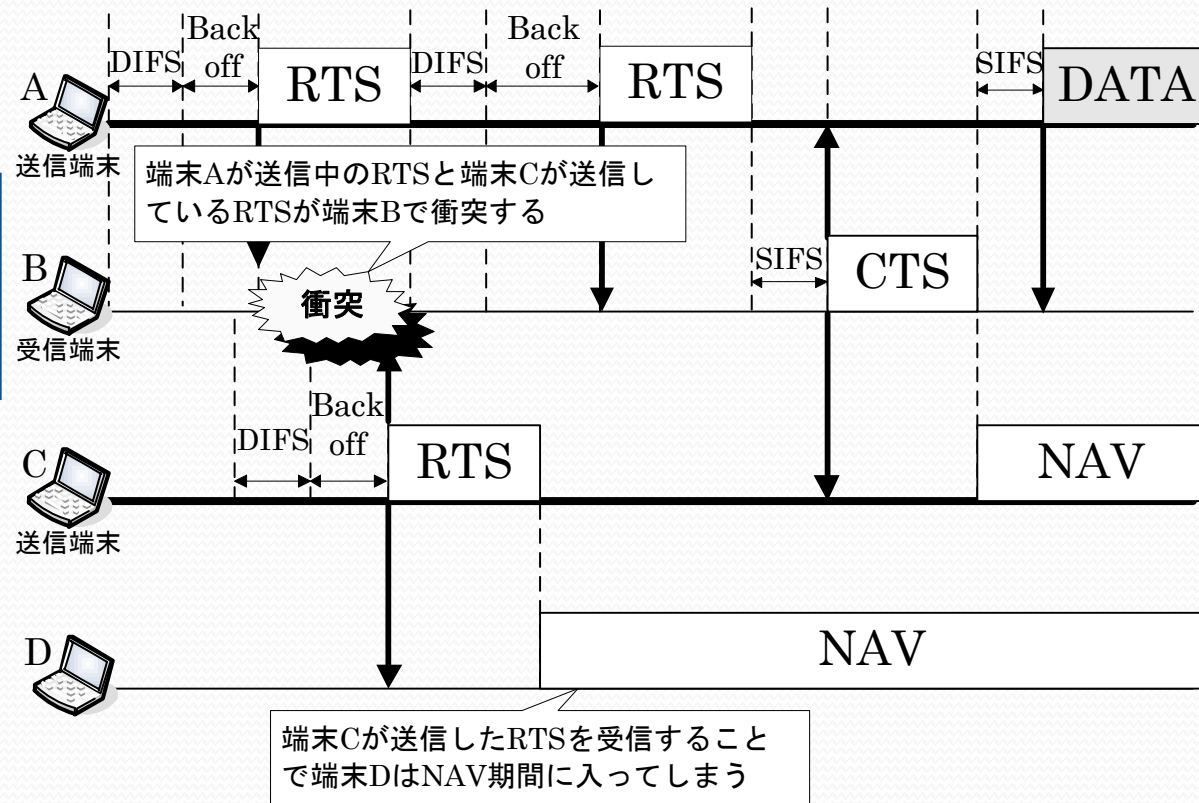 DIFS
Back
off
RTS
DIFS
Back
off
RTS
SIFS
DATA
A
送信端末
端末Aが送信中のRTSと端末Cが送信し
ているRTSが端末Bで衝突する
B
受信端末
衝突
SIFS
CTS
C
送信端末
DIFS
Back
off
RTS
NAV
D
NAV
端末Cが送信したRTSを受信すること
で端末DはNAV期間に入ってしまう